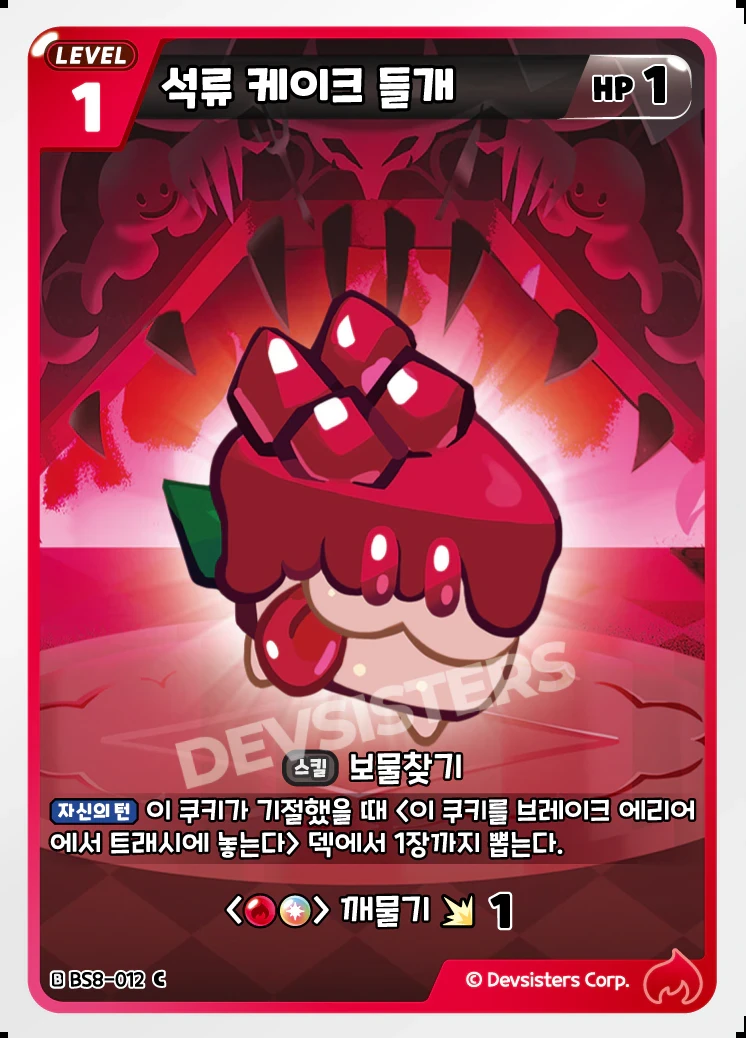 LEVEL
1
석류 케이크 들개
HP 1
DEVSISTERS
스킬 보물찾기
자신의 턴 이 쿠키가 기절했을 때 <이 쿠키를 브레이크 에리어
에서 트래시에 놓는다> 덱에서 1장까지 뽑는다.
< > 깨물기 1
B BS8-012 C
© Devsisters Corp.